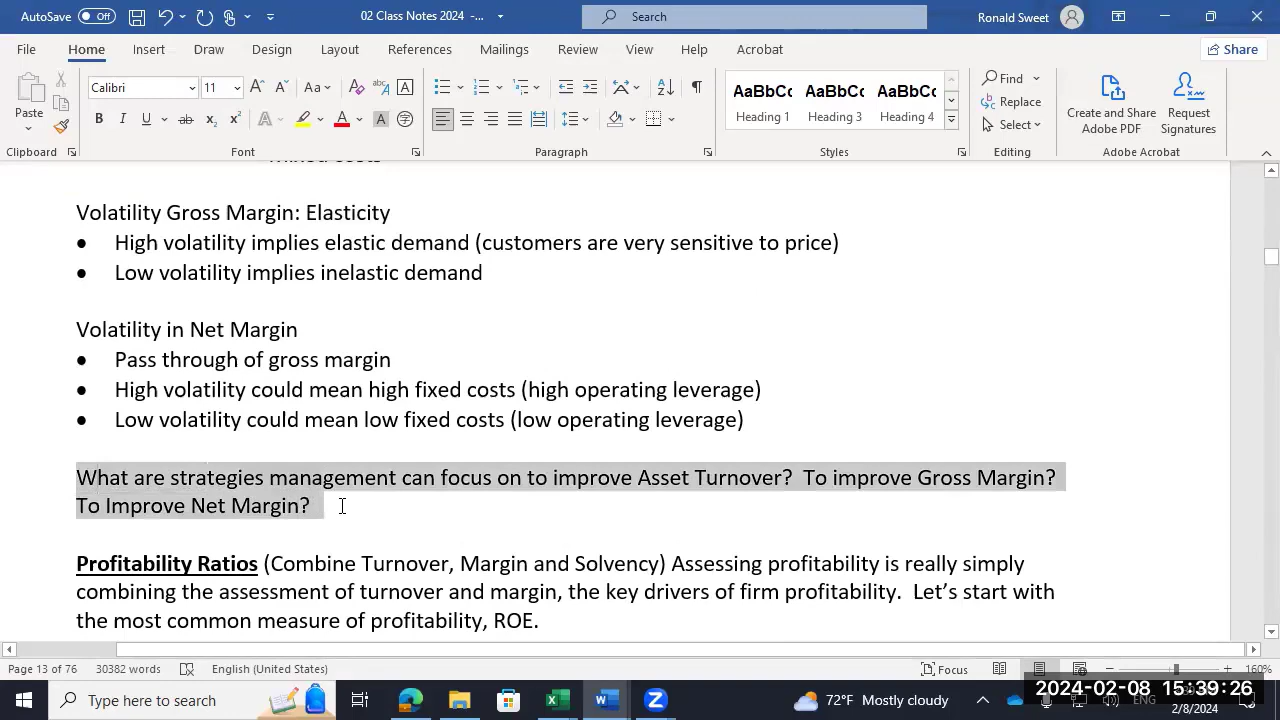 AutoSave Off 02 Class Notes 2024 -... Search Ronald Sweet
File Home Insert Draw Design Layout References Mailings Review View Help Acrobat Share
Paste Calibri 11 Aa A AaBbCc AaBbCc AaBbCc Find Replace Select Create and Share Adobe PDF Request Signatures
B I U ab x₂ x² A A A Heading 1 Heading 3 Heading 4
Clipboard Font Paragraph Styles Editing Adobe Acrobat
Volatility Gross Margin: Elasticity
• High volatility implies elastic demand (customers are very sensitive to price)
• Low volatility implies inelastic demand
Volatility in Net Margin
• Pass through of gross margin
• High volatility could mean high fixed costs (high operating leverage)
• Low volatility could mean low fixed costs (low operating leverage)
What are strategies management can focus on to improve Asset Turnover? To improve Gross Margin?
To Improve Net Margin?
Profitability Ratios (Combine Turnover, Margin and Solvency) Assessing profitability is really simply
combining the assessment of turnover and margin, the key drivers of firm profitability. Let’s start with
the most common measure of profitability, ROE.
Page 13 of 76 30382 words English (United States) Focus 160%
Type here to search 72°F Mostly cloudy ENG 2024-02-08 15:39:26
2/8/2024